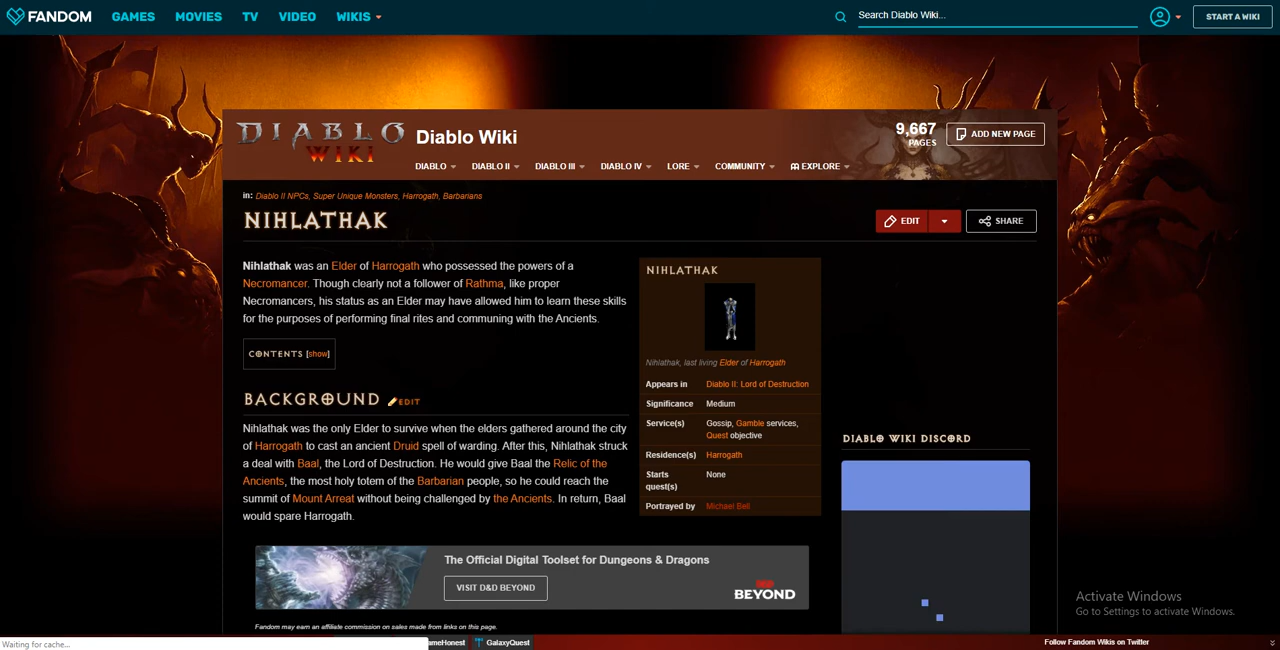 FANDOM GAMES MOVIES TV VIDEO WIKIS Search Diablo Wiki... START A WIKI
DIABLO WIKI
Diablo Wiki
9,667
PAGES
ADD NEW PAGE
DIABLO DIABLO II DIABLO III DIABLO IV LORE COMMUNITY EXPLORE
in: Diablo II NPCs, Super Unique Monsters, Harrogath, Barbarians
NIHLATHAK
EDIT SHARE
Nihlathak was an Elder of Harrogath who possessed the powers of a
Necromancer. Though clearly not a follower of Rathma, like proper
Necromancers, his status as an Elder may have allowed him to learn these skills
for the purposes of performing final rites and communing with the Ancients.
CONTENTS [show]
BACKGROUND EDIT
Nihlathak was the only Elder to survive when the elders gathered around the city
of Harrogath to cast an ancient Druid spell of warding. After this, Nihlathak struck
a deal with Baal, the Lord of Destruction. He would give Baal the Relic of the
Ancients, the most holy totem of the Barbarian people, so he could reach the
summit of Mount Arreat without being challenged by the Ancients. In return, Baal
would spare Harrogath.
NIHLATHAK
Nihlathak, last living Elder of Harrogath
Appears in Diablo II: Lord of Destruction
Significance Medium
Service(s) Gossip, Gamble services,
Quest objective
Residence(s) Harrogath
Starts None
quest(s)
Portrayed by Michael Bell
DIABLO WIKI DISCORD
The Official Digital Toolset for Dungeons & Dragons
VISIT D&D BEYOND
BEYOND
Fandom may earn an affiliate commission on sales made from links on this page.
Activate Windows
Go to Settings to activate Windows.
Waiting for cache...
GalaxyQuest
Follow Fandom Wikis on Twitter